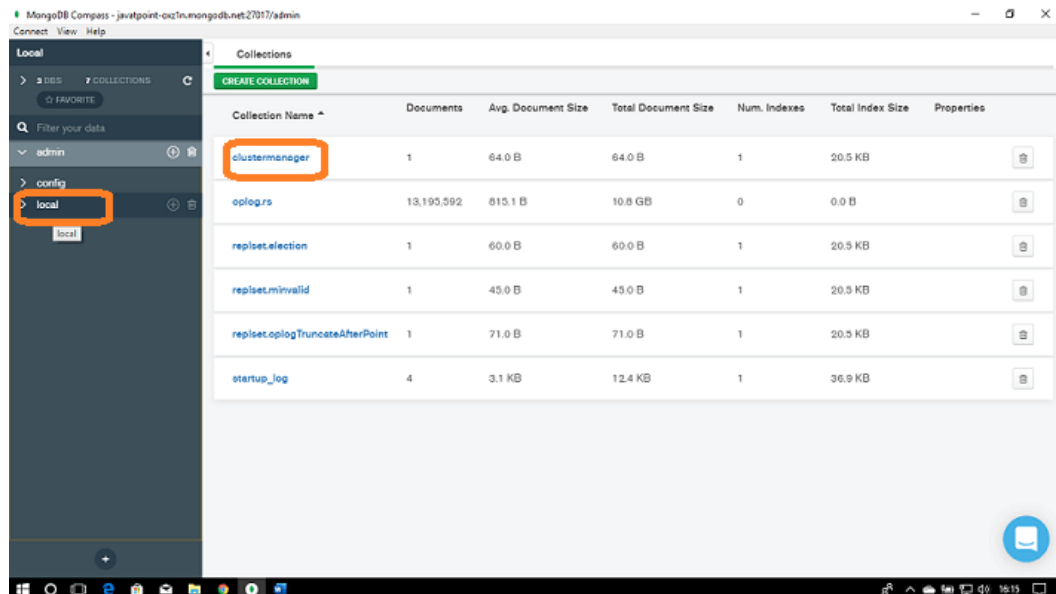 MongoDB Compass - javatpoint-cxz1n.mongodb.net:27017/admin
Connect View Help
Local
Collections
3 DBS 7 COLLECTIONS
CREATE COLLECTION
FAVORITE
Collection Name Documents Avg. Document Size Total Document Size Num. Indexes Total Index Size Properties
Filter your data
admin
clustermanager 1 64.0 B 64.0 B 1 20.5 KB
config
local
oplog.rs 13,195,592 815.1 B 10.8 GB 0 0.0 B
local
replset.election 1 60.0 B 60.0 B 1 20.5 KB
replset.minvalid 1 45.0 B 45.0 B 1 20.5 KB
replset.oplogTruncateAfterPoint 1 71.0 B 71.0 B 1 20.5 KB
startup_log 4 3.1 KB 12.4 KB 1 36.9 KB
16:15